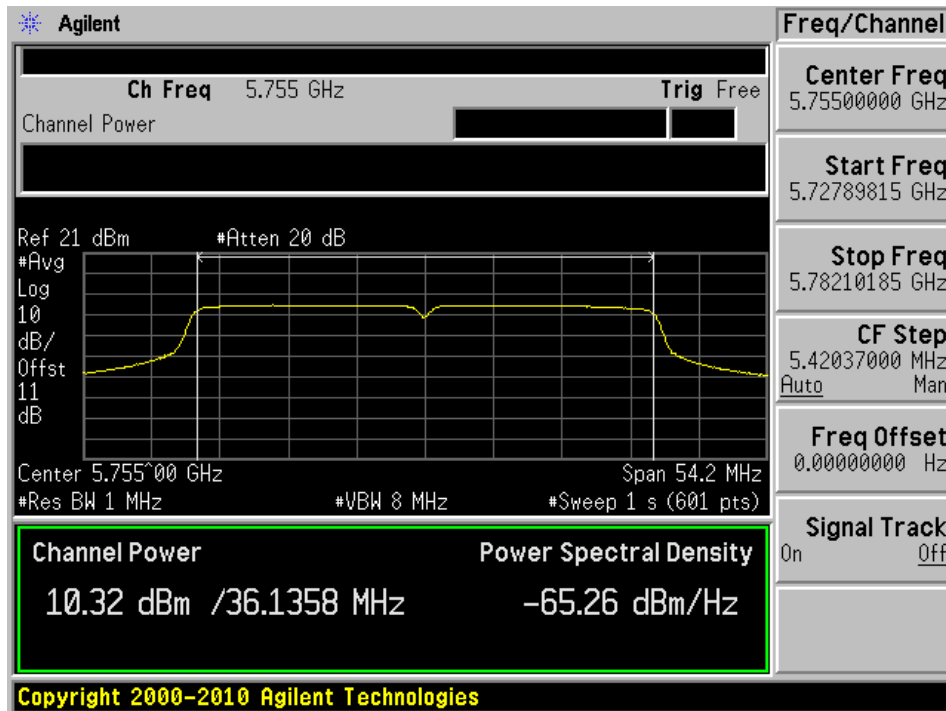 Agilent
Freq/Channel
Ch Freq 5.755 GHz Trig Free
Channel Power
Center Freq
5.75500000 GHz
Start Freq
5.72789815 GHz
Stop Freq
5.78210185 GHz
CF Step
5.42037000 MHz
Auto Man
Freq Offset
0.00000000 Hz
Signal Track
On Off
Ref 21 dBm #Atten 20 dB
#Avg
Log
10
dB/
Offst
11
dB
Center 5.755^00 GHz Span 54.2 MHz
#Res BW 1 MHz #VBW 8 MHz #Sweep 1 s (601 pts)
Channel Power Power Spectral Density
10.32 dBm /36.1358 MHz -65.26 dBm/Hz
Copyright 2000-2010 Agilent Technologies